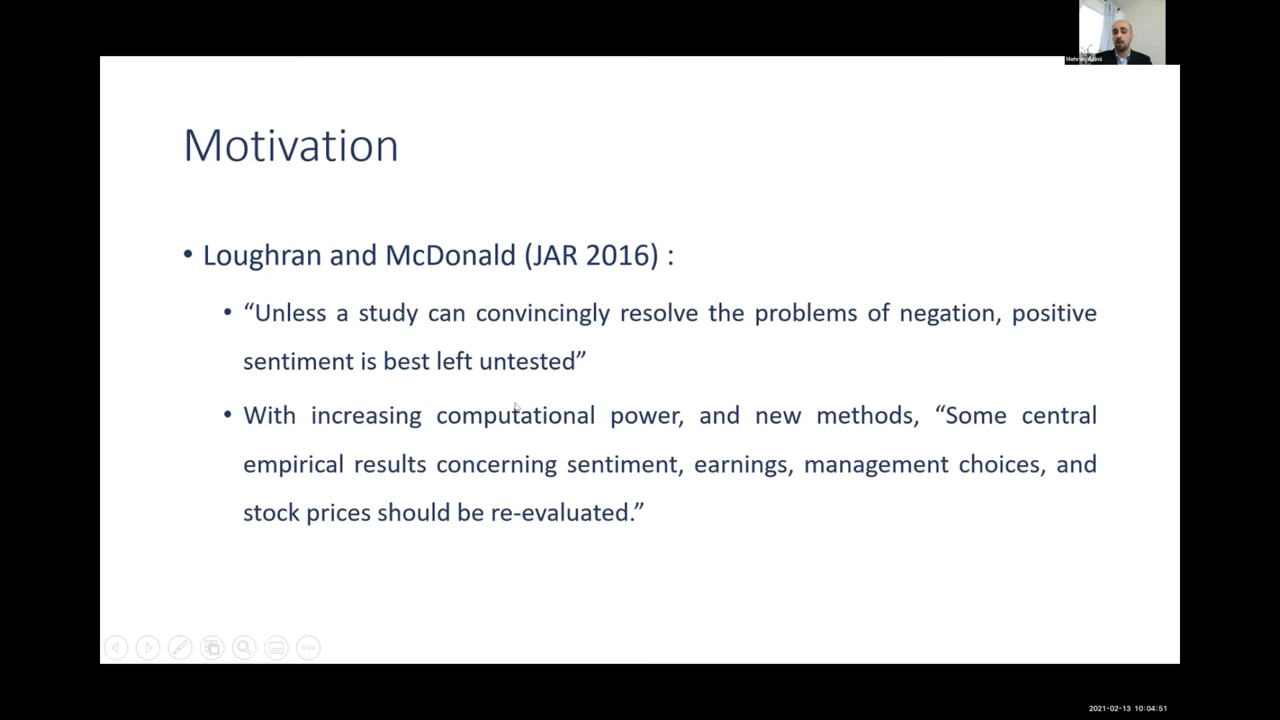 Mehran Azimi
Motivation
• Loughran and McDonald (JAR 2016) :
• “Unless a study can convincingly resolve the problems of negation, positive
sentiment is best left untested”
• With increasing computational power, and new methods, “Some central
empirical results concerning sentiment, earnings, management choices, and
stock prices should be re-evaluated.”
2021-02-13 10:04:51